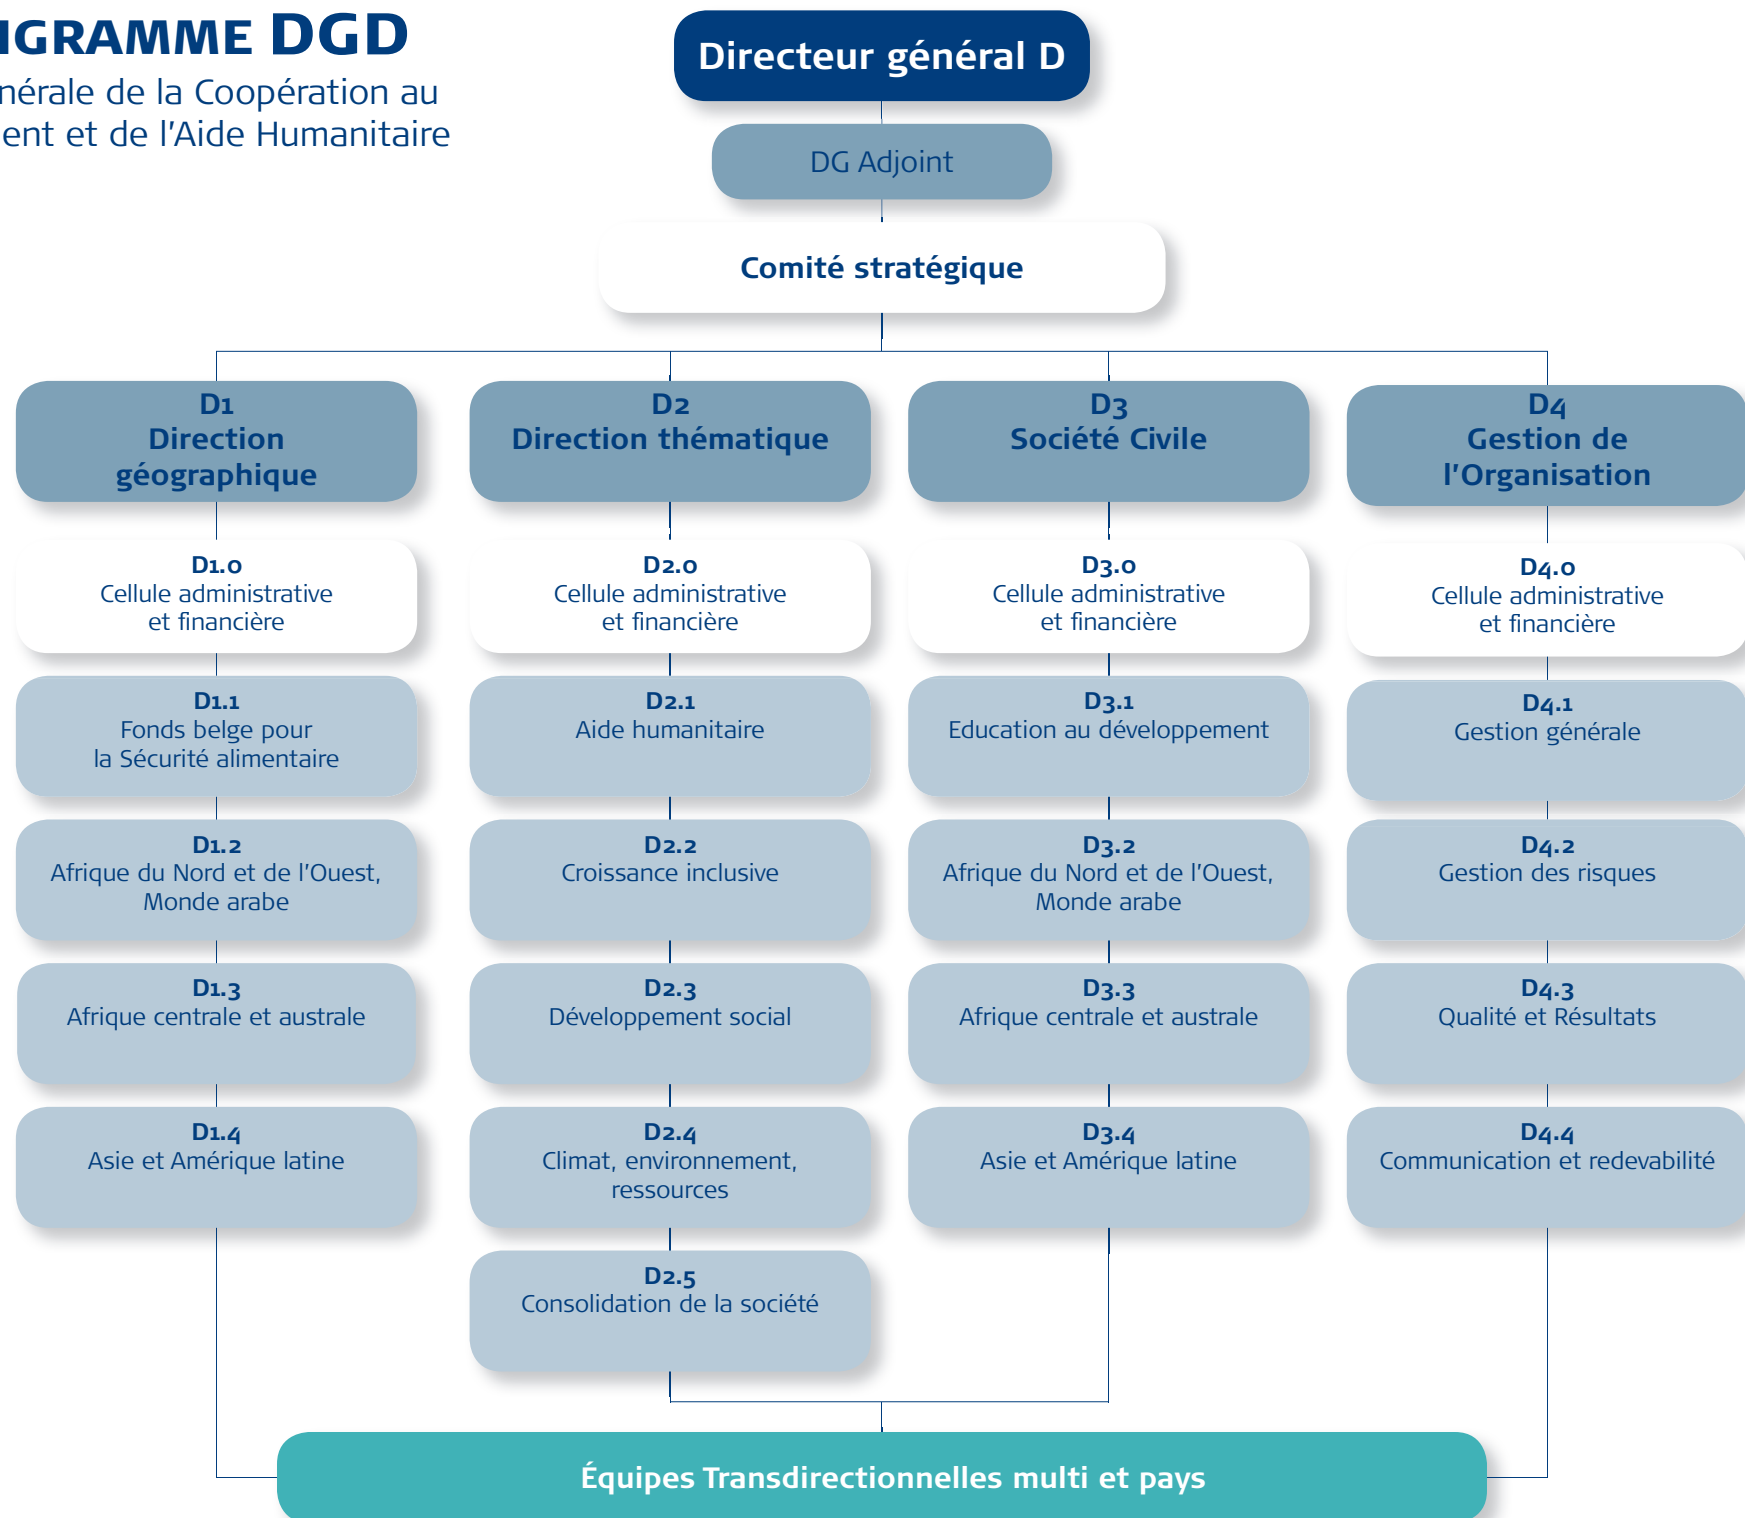 IGRAMME DGD
nérale de la Coopération au
ent et de l'Aide Humanitaire
Directeur général D
DG Adjoint
Comité stratégique
D1
Direction
géographique
D1.0
Cellule administrative
et financière
D1.1
Fonds belge pour
la Sécurité alimentaire
D1.2
Afrique du Nord et de l'Ouest,
Monde arabe
D1.3
Afrique centrale et australe
D1.4
Asie et Amérique latine
D2
Direction thématique
D2.0
Cellule administrative
et financière
D2.1
Aide humanitaire
D2.2
Croissance inclusive
D2.3
Développement social
D2.4
Climat, environnement,
ressources
D2.5
Consolidation de la société
D3
Société Civile
D3.0
Cellule administrative
et financière
D3.1
Education au développement
D3.2
Afrique du Nord et de l'Ouest,
Monde arabe
D3.3
Afrique centrale et australe
D3.4
Asie et Amérique latine
D4
Gestion de
l'Organisation
D4.0
Cellule administrative
et financière
D4.1
Gestion générale
D4.2
Gestion des risques
D4.3
Qualité et Résultats
D4.4
Communication et redevabilité
Équipes Transdirectionnelles multi et pays